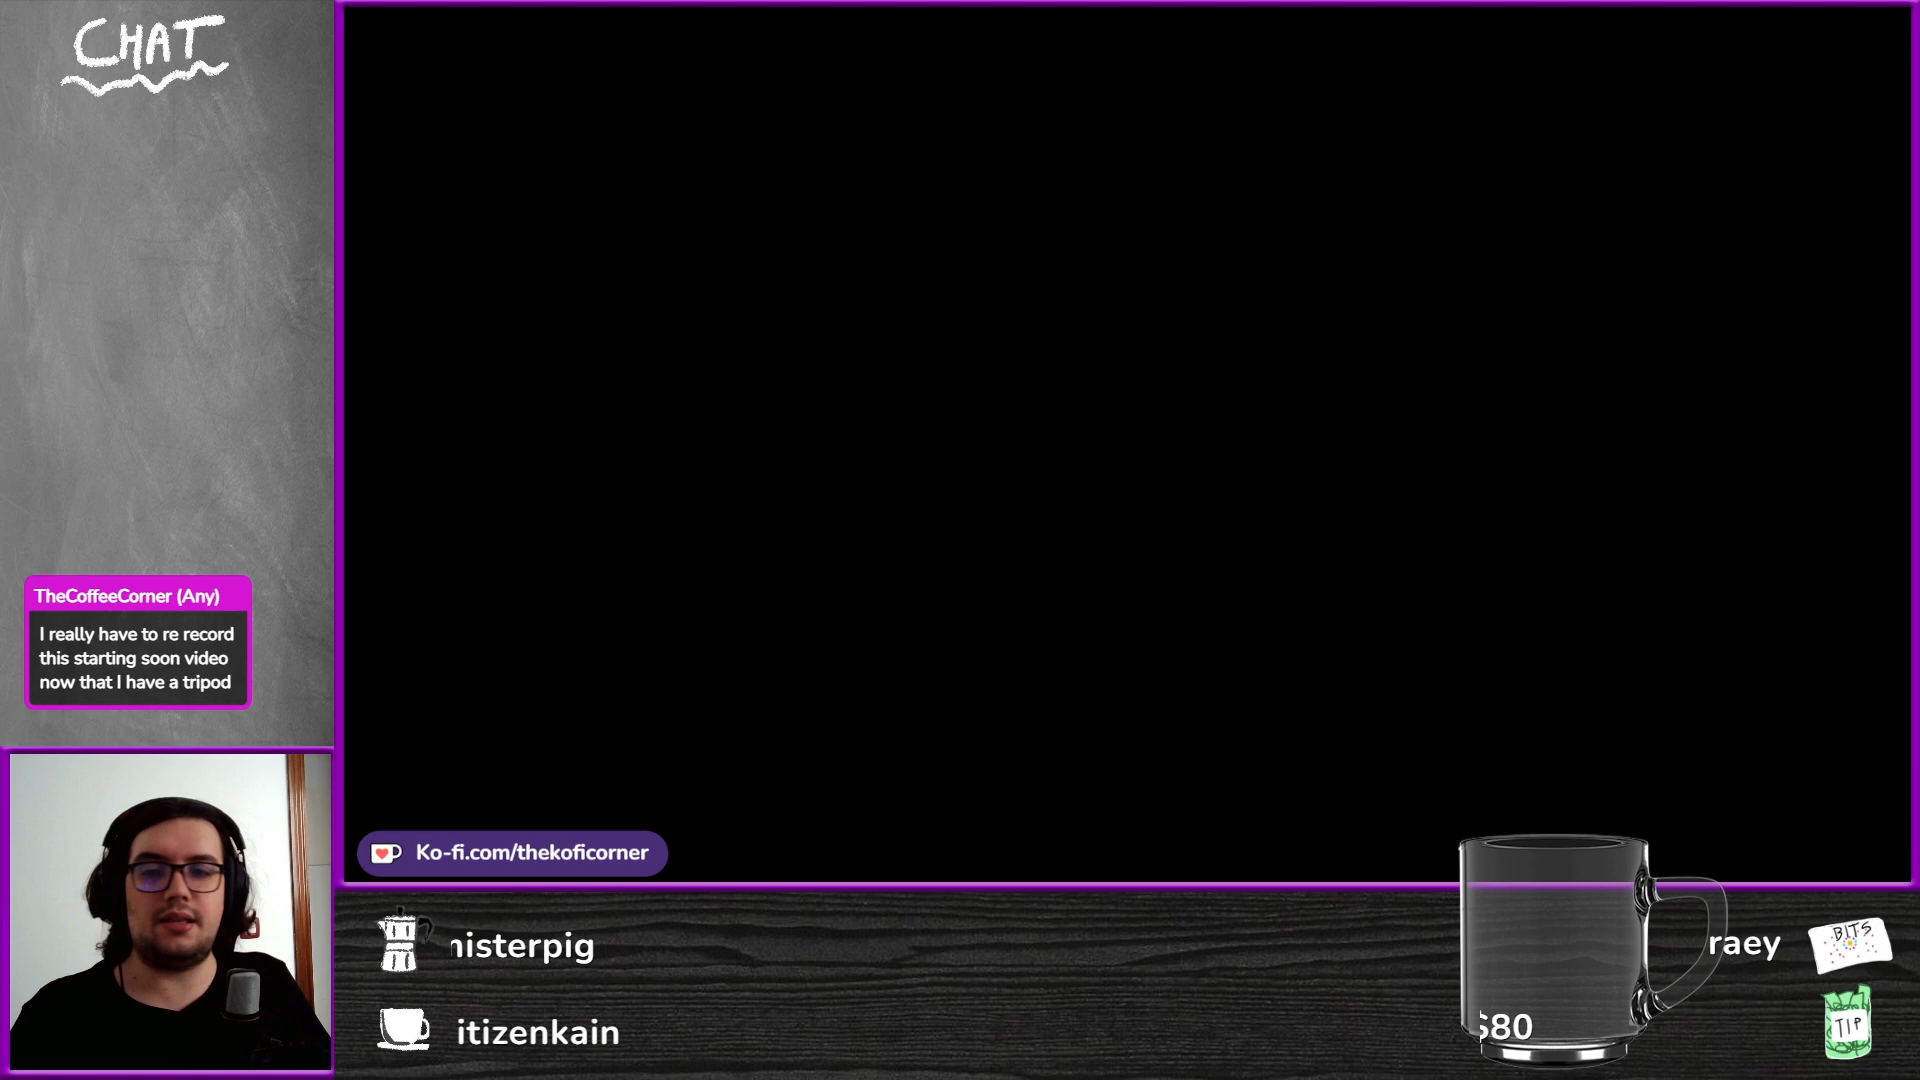 CHAT
TheCoffeeCorner (Any)
I really have to re record
this starting soon video
now that I have a tripod
Ko-fi.com/thekoficorner
nisterpig
itizenkain
raey
BITS
$80
TIP